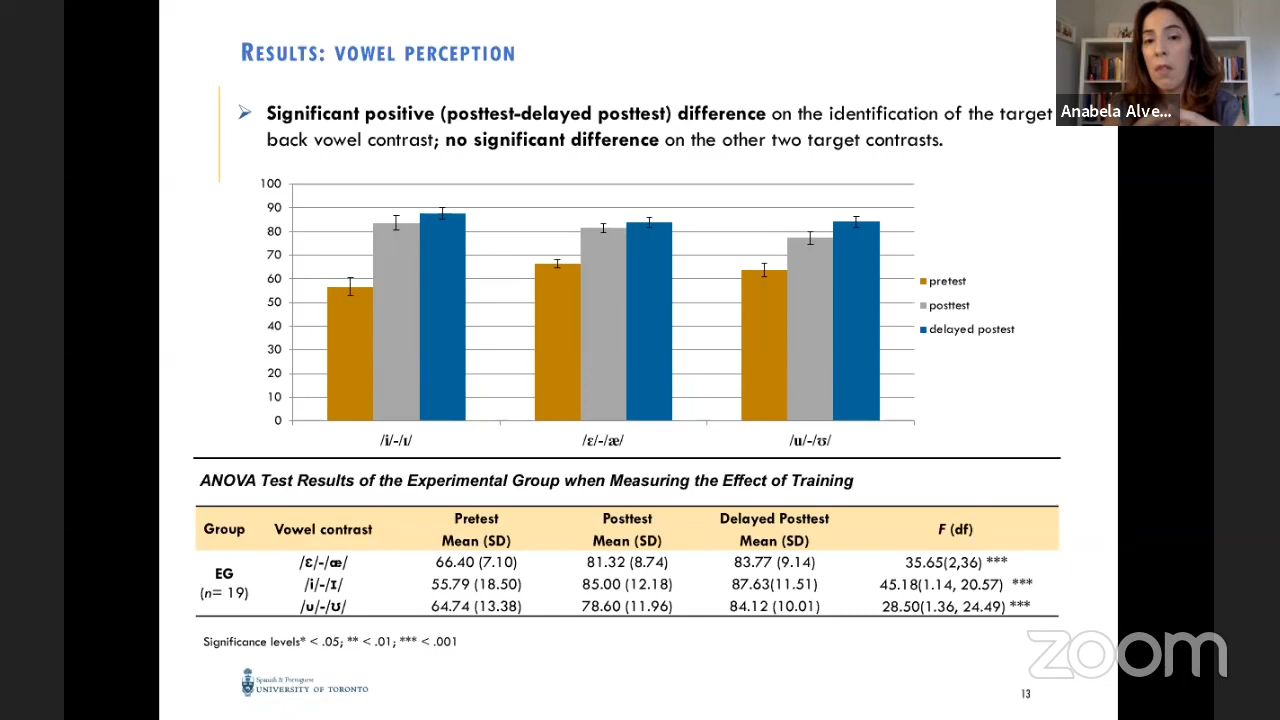 RESULTS: VOWEL PERCEPTION
Anabela Alve...
➢ Significant positive (posttest-delayed posttest) difference on the identification of the target
back vowel contrast; no significant difference on the other two target contrasts.
100
90
80
70
60
50
40
30
20
10
0
/i/-/ɪ/ /ɛ/-/æ/ /u/-/ʊ/
pretest
posttest
delayed postest
ANOVA Test Results of the Experimental Group when Measuring the Effect of Training
Group Vowel contrast Pretest Posttest Delayed Posttest F (df)
Mean (SD) Mean (SD) Mean (SD)
/ɛ/-/æ/ 66.40 (7.10) 81.32 (8.74) 83.77 (9.14) 35.65(2,36) ***
EG /i/-/ɪ/ 55.79 (18.50) 85.00 (12.18) 87.63(11.51) 45.18(1.14, 20.57) ***
(n= 19) /u/-/ʊ/ 64.74 (13.38) 78.60 (11.96) 84.12 (10.01) 28.50(1.36, 24.49) ***
Significance levels* < .05; ** < .01; *** < .001
Spanish & Portuguese
UNIVERSITY OF TORONTO
zoom
13